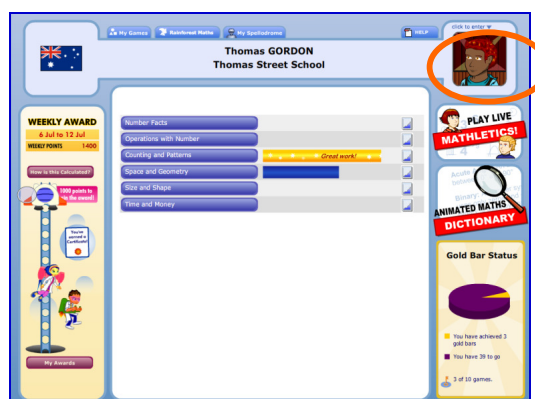 My Games
Rainforest Maths
My Spellodrome
HELP
click to enter
Thomas GORDON
Thomas Street School
WEEKLY AWARD
6 Jul to 12 Jul
WEEKLY POINTS 1400
How is this Calculated?
1000 points to
win the award!
You've
earned a
Certificate!
My Awards
Number Facts
Operations with Number
Counting and Patterns
Great work!
Space and Geometry
Size and Shape
Time and Money
PLAY LIVE
MATHLETICS!
ANIMATED MATHS
DICTIONARY
Gold Bar Status
You have achieved 3
gold bars
You have 39 to go
3 of 10 games.